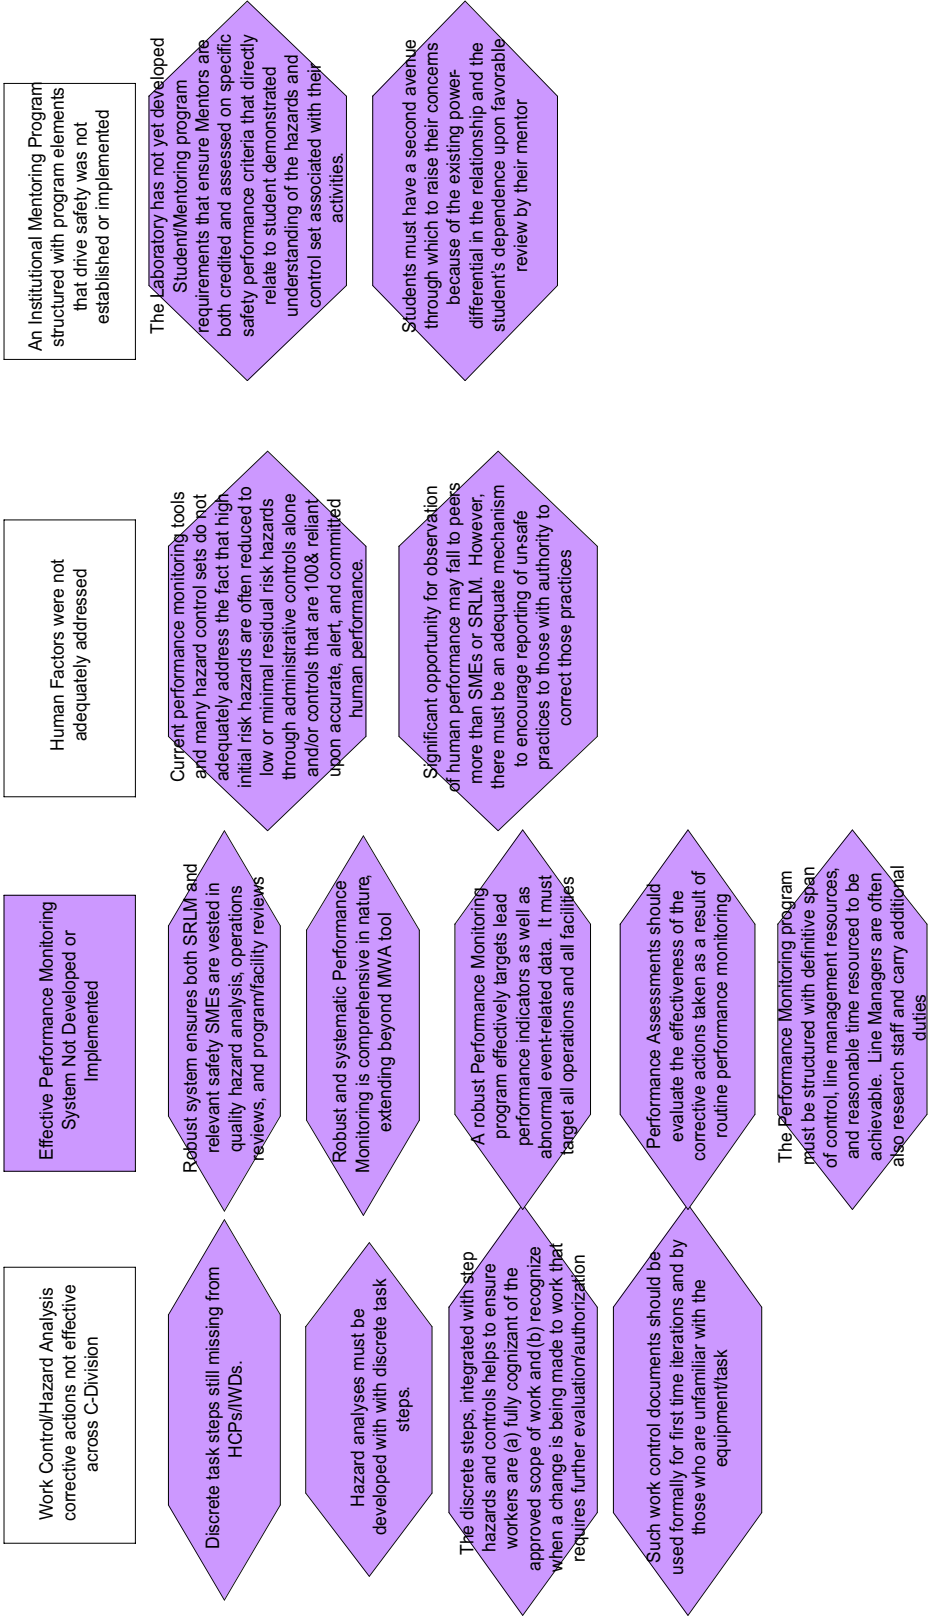 Work Control/Hazard Analysis
corrective actions not effective
across C-Division
Discrete task steps still missing from
HCPs/IWDs.
Hazard analyses must be
developed with with discrete task
steps.
The discrete steps, integrated with step
hazards and controls helps to ensure
workers are (a) fully cognizant of the
approved scope of work and (b) recognize
when a change is being made to work that
requires further evaluation/authorization
Such work control documents should be
used formally for first time iterations and by
those who are unfamiliar with the
equipment/task
Effective Performance Monitoring
System Not Developed or
Implemented
Robust system ensures both SRLM and
relevant safety SMEs are vested in
quality hazard analysis, operations
reviews, and program/facility reviews
Robust and systematic Performance
Monitoring is comprehensive in nature,
extending beyond MWA tool
A robust Performance Monitoring
program effectively targets lead
performance indicators as well as
abnormal event-related data.  It must
target all operations and all facilities
Performance Assessments should
evaluate the effectiveness of the
corrective actions taken as a result of
routine performance monitoring
The Performance Monitoring program
must be structured with definitive span
of control, line management resources,
and reasonable time resourced to be
achievable.  Line Managers are often
also research staff and carry additional
duties
Human Factors were not
adequately addressed
Current performance monitoring tools
and many hazard control sets do not
adequately address the fact that high
initial risk hazards are often reduced to
low or minimal residual risk hazards
through administrative controls alone
and/or controls that are 100& reliant
upon accurate, alert, and committed
human performance.
Significant opportunity for observation
of human performance may fall to peers
more than SMEs or SRLM.  However,
there must be an adequate mechanism
to encourage reporting of un-safe
practices to those with authority to
correct those practices
An Institutional Mentoring Program
structured with program elements
that drive safety was not
established or implemented
The Laboratory has not yet developed
Student/Mentoring program
requirements that ensure Mentors are
both credited and assessed on specific
safety performance criteria that directly
relate to student demonstrated
understanding of the hazards and
control set associated with their
activities.
Students must have a second avenue
through which to raise their concerns
because of the existing power-
differential in the relationship and the
student's dependence upon favorable
review by their mentor